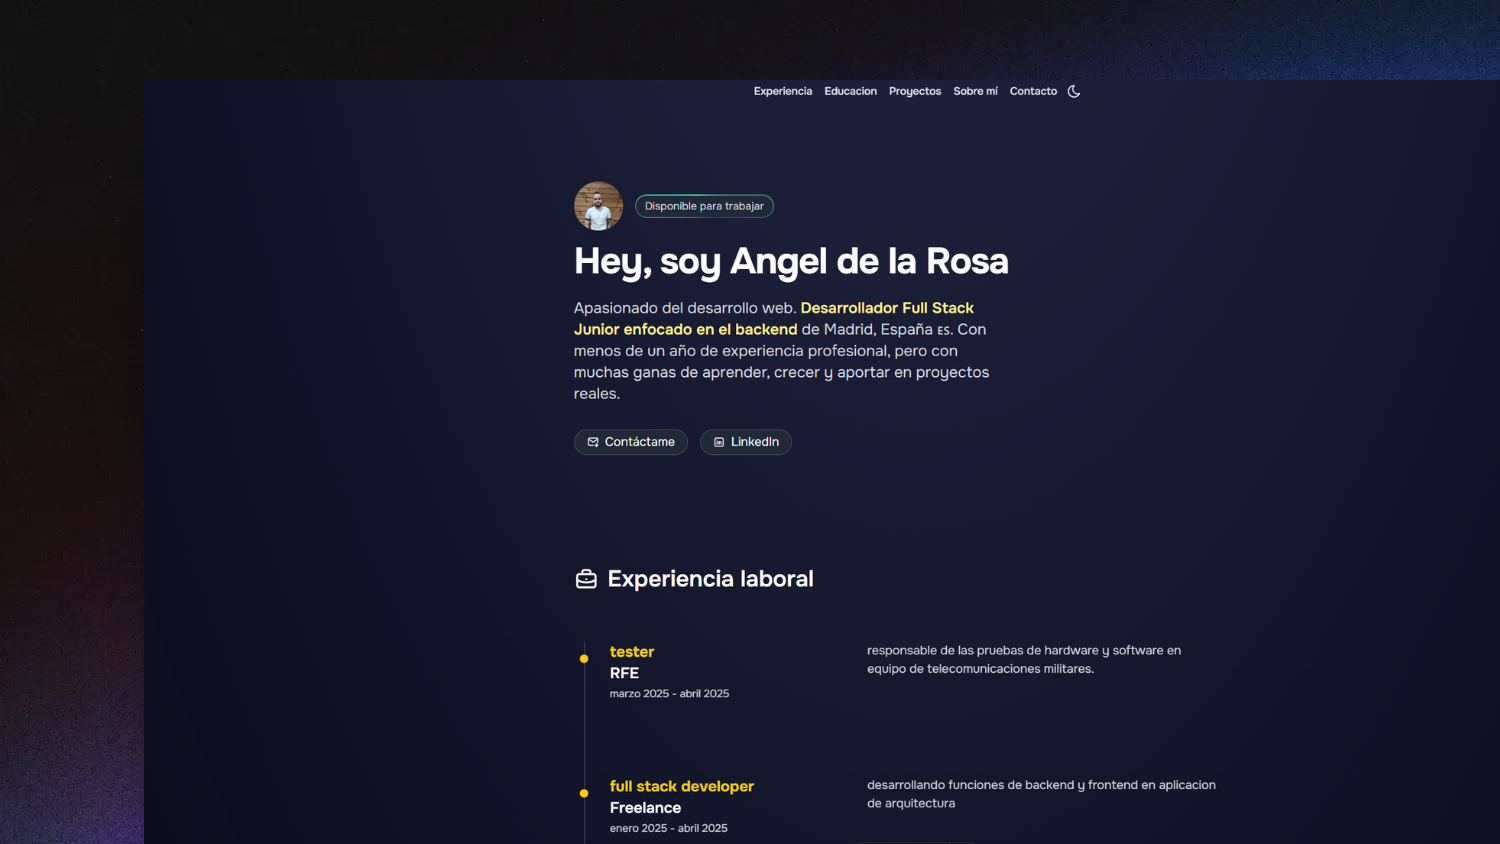 Experiencia Educacion Proyectos Sobre mí Contacto
Disponible para trabajar
Hey, soy Angel de la Rosa
Apasionado del desarrollo web. Desarrollador Full Stack
Junior enfocado en el backend de Madrid, España ES. Con
menos de un año de experiencia profesional, pero con
muchas ganas de aprender, crecer y aportar en proyectos
reales.
Contáctame LinkedIn
Experiencia laboral
tester
RFE
marzo 2025 - abril 2025
responsable de las pruebas de hardware y software en
equipo de telecomunicaciones militares.
full stack developer
Freelance
enero 2025 - abril 2025
desarrollando funciones de backend y frontend en aplicacion
de arquitectura